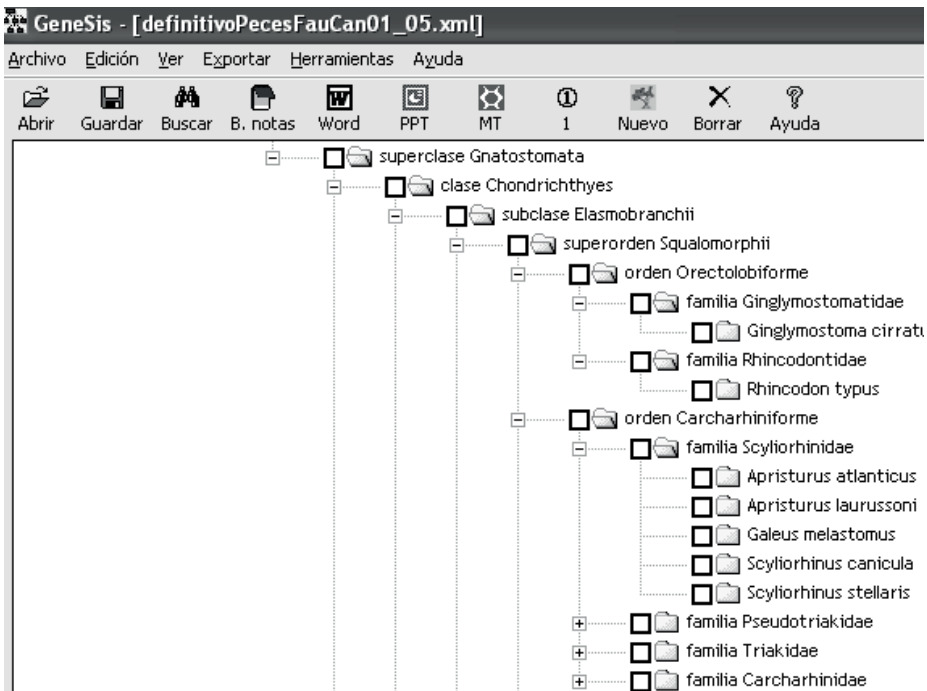 GeneSis - [definitivoPecesFauCan01_05.xml]
Archivo Edición Ver Exportar Herramientas Ayuda
Abrir Guardar Buscar B. notas Word PPT MT 1 Nuevo Borrar Ayuda
superclase Gnatostomata
clase Chondrichthyes
subclase Elasmobranchii
superorden Squalomorphii
orden Orectolobiforme
familia Ginglymostomatidae
Ginglymostoma cirratu
familia Rhincodontidae
Rhincodon typus
orden Carcharhiniforme
familia Scyliorhinidae
Apristurus atlanticus
Apristurus laurussoni
Galeus melastomus
Scyliorhinus canicula
Scyliorhinus stellaris
familia Pseudotriakidae
familia Triakidae
familia Carcharhinidae